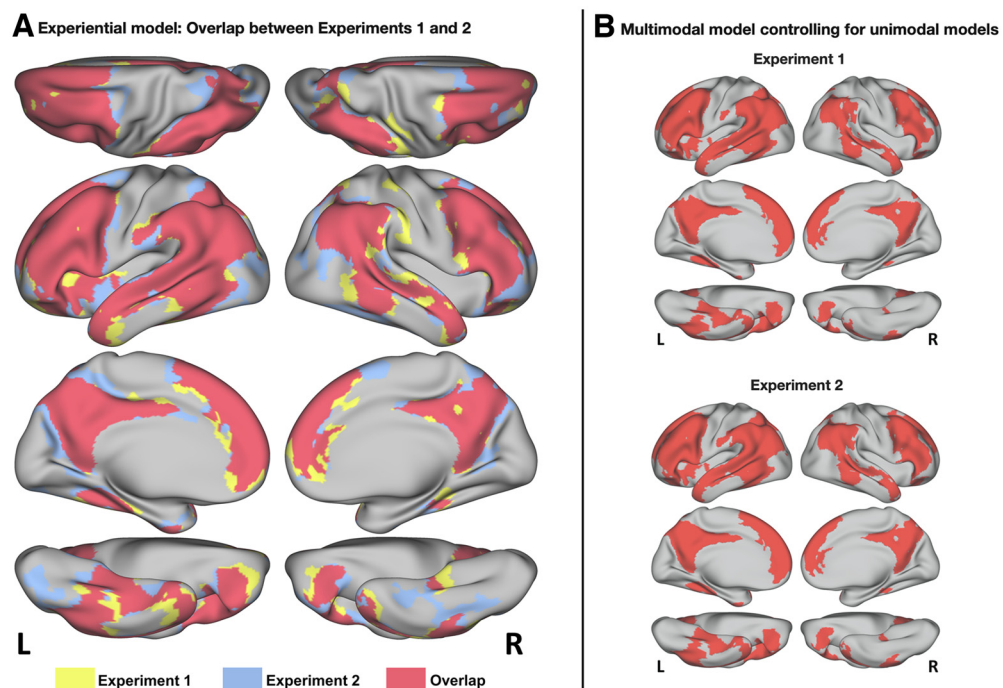 A Experiential model: Overlap between Experiments 1 and 2
L R
Experiment 1 Experiment 2 Overlap
B Multimodal model controlling for unimodal models
Experiment 1
L R
Experiment 2
L R